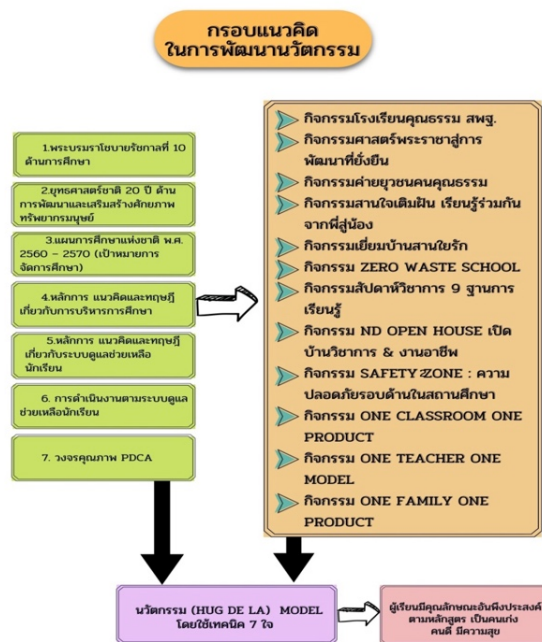 กรอบแนวคิด
ในการพัฒนานวัตกรรม
1.พระบรมราโชบายรัชกาลที่ 10
ด้านการศึกษา
2.ยุทธศาสตร์ชาติ 20 ปี ด้าน
การพัฒนาและเสริมสร้างศักยภาพ
ทรัพยากรมนุษย์
3.แผนการศึกษาแห่งชาติ พ.ศ.
2560 – 2570 (เป้าหมายการ
จัดการศึกษา)
4.หลักการ แนวคิดและทฤษฎี
เกี่ยวกับการบริหารการศึกษา
5.หลักการ แนวคิดและทฤษฎี
เกี่ยวกับระบบดูแลช่วยเหลือ
นักเรียน
6. การดำเนินงานตามระบบดูแล
ช่วยเหลือนักเรียน
7. วงจรคุณภาพ PDCA
กิจกรรมโรงเรียนคุณธรรม สพฐ.
กิจกรรมศาสตร์พระราชาสู่การ
พัฒนาที่ยั่งยืน
กิจกรรมค่ายยุวชนคนคุณธรรม
กิจกรรมสานใจเติมฝัน เรียนรู้ร่วมกัน
จากพี่สู่น้อง
กิจกรรมเยี่ยมบ้านสานใยรัก
กิจกรรม ZERO WASTE SCHOOL
กิจกรรมสัปดาห์วิชาการ 9 ฐานการ
เรียนรู้
กิจกรรม ND OPEN HOUSE เปิด
บ้านวิชาการ & งานอาชีพ
กิจกรรม SAFETY ZONE : ความ
ปลอดภัยรอบด้านในสถานศึกษา
กิจกรรม ONE CLASSROOM ONE
PRODUCT
กิจกรรม ONE TEACHER ONE
MODEL
กิจกรรม ONE FAMILY ONE
PRODUCT
นวัตกรรม (HUG DE LA) MODEL
โดยใช้เทคนิค 7 ใจ
ผู้เรียนมีคุณลักษณะอันพึงประสงค์
ตามหลักสูตร เป็นคนเก่ง
คนดี มีความสุข